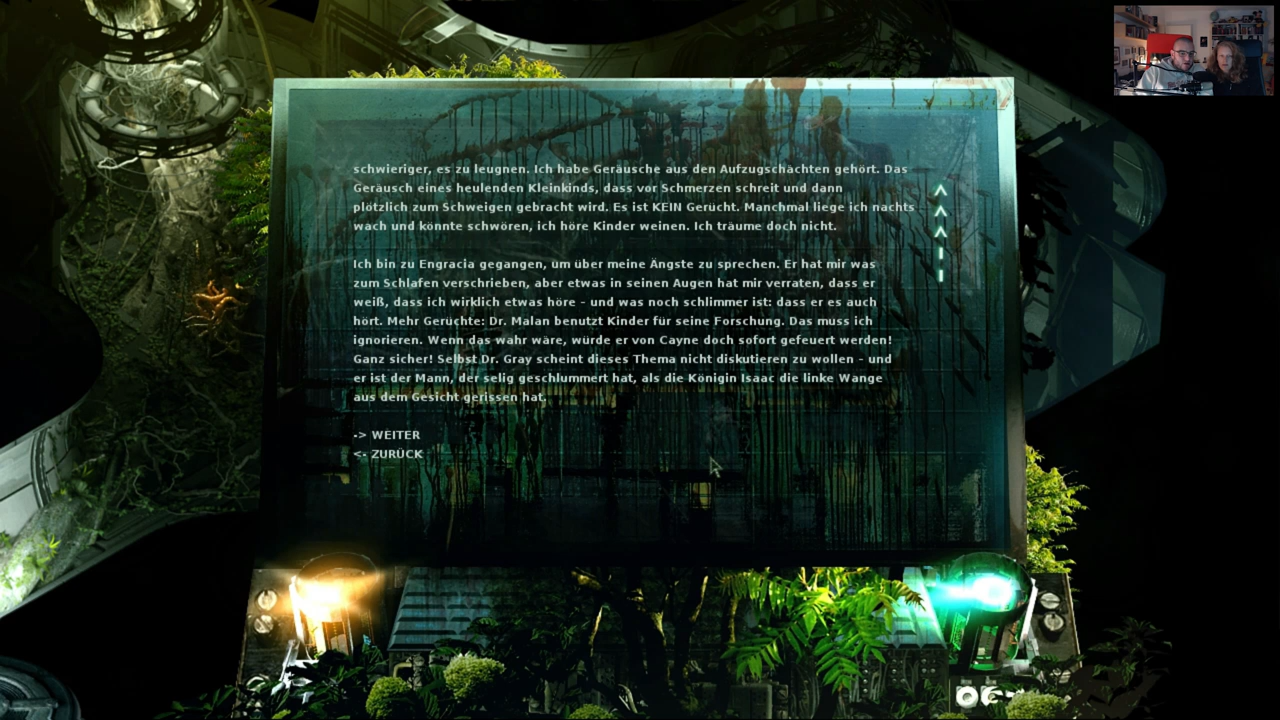 schwieriger, es zu leugnen. Ich habe Geräusche aus den Aufzugschächten gehört. Das
Geräusch eines heulenden Kleinkinds, dass vor Schmerzen schreit und dann
plötzlich zum Schweigen gebracht wird. Es ist KEIN Gerücht. Manchmal liege ich nachts
wach und könnte schwören, ich höre Kinder weinen. Ich träume doch nicht.
Ich bin zu Engracia gegangen, um über meine Ängste zu sprechen. Er hat mir was
zum Schlafen verschrieben, aber etwas in seinen Augen hat mir verraten, dass er
weiß, dass ich wirklich etwas höre - und was noch schlimmer ist: dass er es auch
hört. Mehr Gerüchte: Dr. Malan benutzt Kinder für seine Forschung. Das muss ich
ignorieren. Wenn das wahr wäre, würde er von Cayne doch sofort gefeuert werden!
Ganz sicher! Selbst Dr. Gray scheint dieses Thema nicht diskutieren zu wollen - und
er ist der Mann, der selig geschlummert hat, als die Königin Isaac die linke Wange
aus dem Gesicht gerissen hat.
-> WEITER
<- ZURÜCK